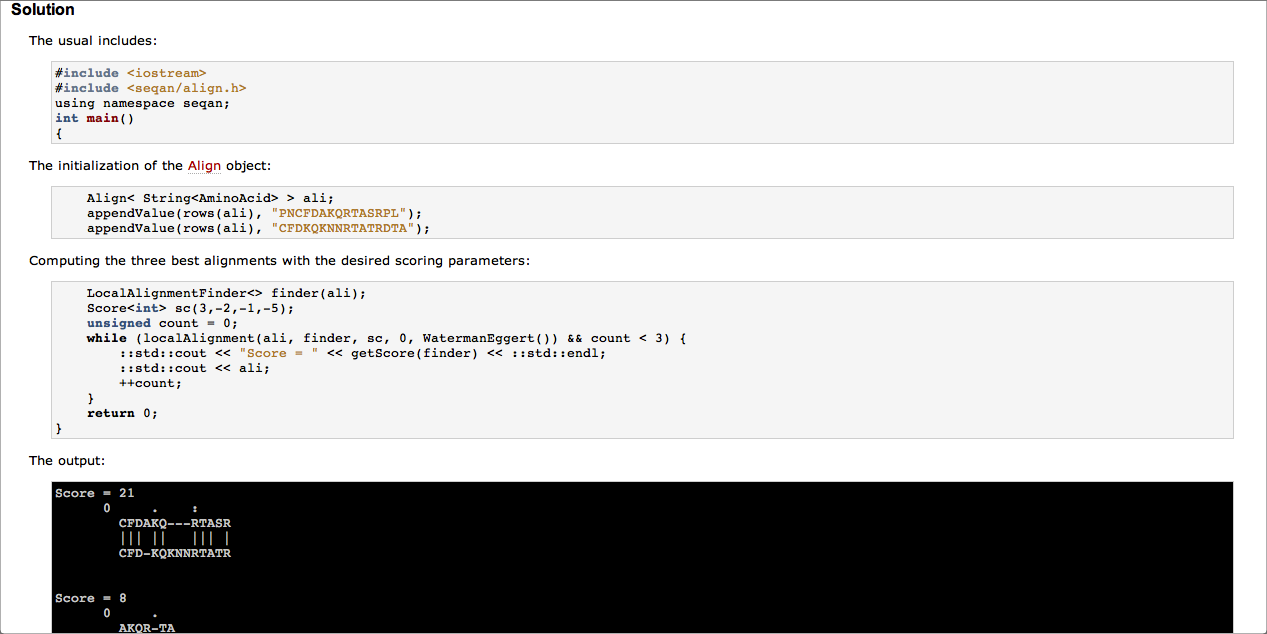 Solution
The usual includes:
#include <iostream>
#include <seqan/align.h>
using namespace seqan;
int main()
{
The initialization of the Align object:
    Align< String<AminoAcid> > ali;
    appendValue(rows(ali), "PNCFDAKQRTASRPL");
    appendValue(rows(ali), "CFDKQKNNRTATRDTA");
Computing the three best alignments with the desired scoring parameters:
    LocalAlignmentFinder<> finder(ali);
    Score<int> sc(3,-2,-1,-5);
    unsigned count = 0;
    while (localAlignment(ali, finder, sc, 0, WatermanEggert()) && count < 3) {
        ::std::cout << "Score = " << getScore(finder) << ::std::endl;
        ::std::cout << ali;
        ++count;
    }
    return 0;
}
The output:
Score = 21
      0     .    :
        CFDAKQ---RTASR
        ||| ||   ||| |
        CFD-KQKNNRTATR
Score = 8
      0     .
        AKQR-TA